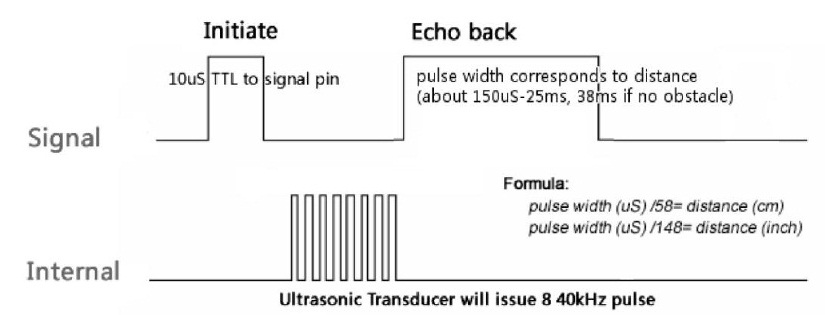 Initiate
Echo back
10uS TTL to signal pin
pulse width corresponds to distance
(about 150uS-25ms, 38ms if no obstacle)
Signal
Formula:
pulse width (uS) /58= distance (cm)
pulse width (uS) /148= distance (inch)
Internal
Ultrasonic Transducer will issue 8 40kHz pulse